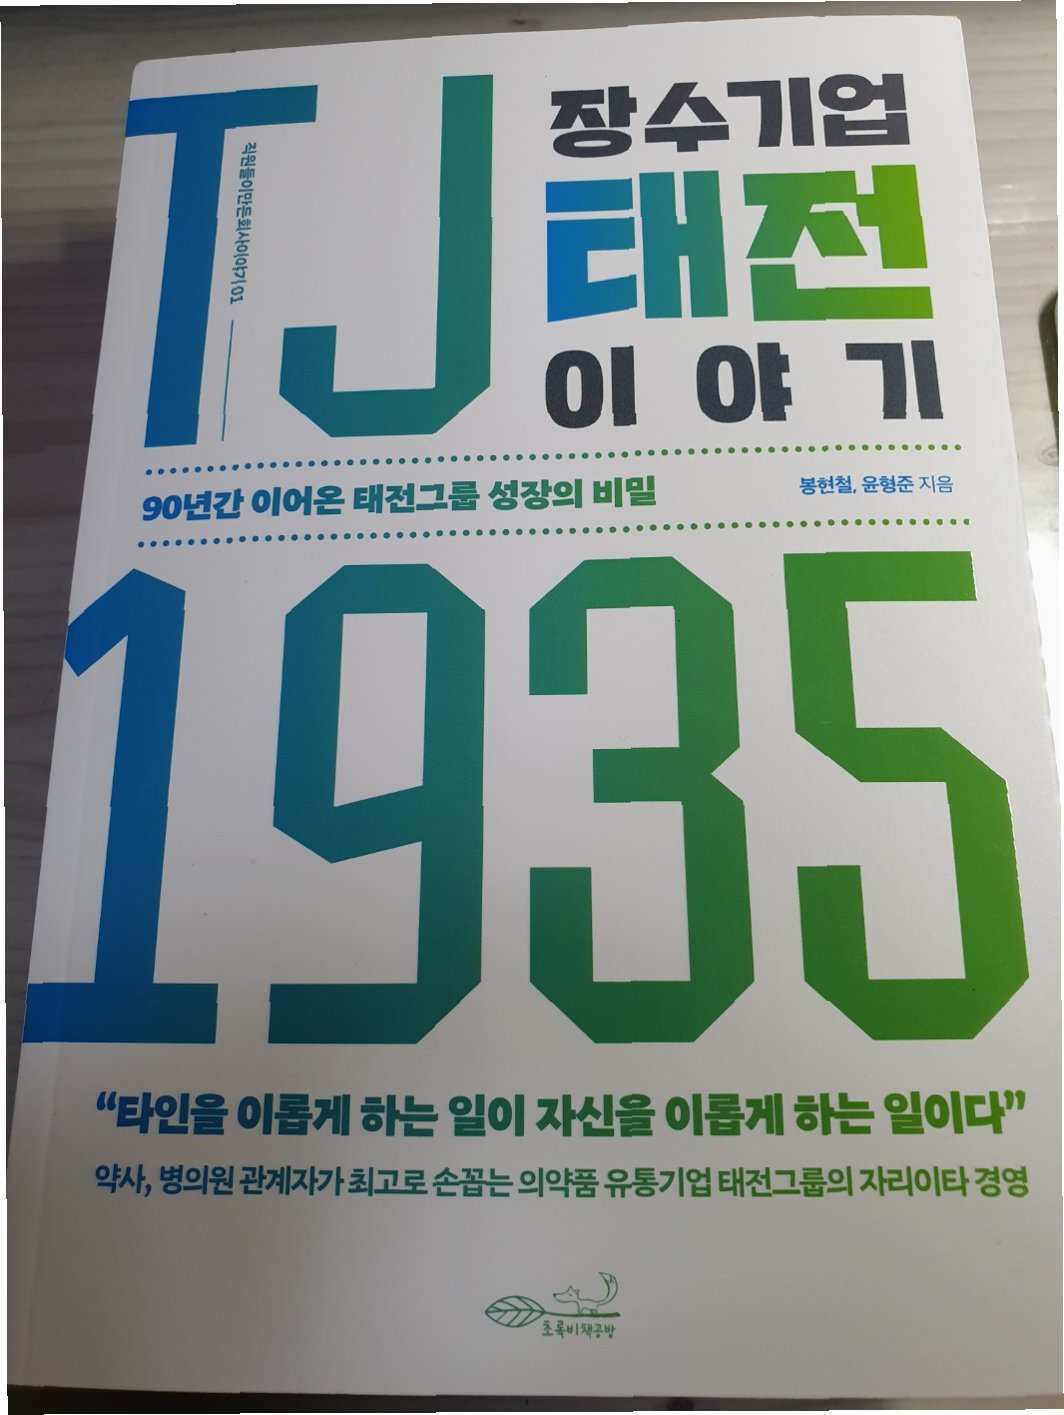 TJ
직원들이 만든 회사 이야기 01
장수기업
태전
이야기
90년간 이어온 태전그룹 성장의 비밀
봉현철, 윤형준 지음
1935
“타인을 이롭게 하는 일이 자신을 이롭게 하는 일이다”
약사, 병의원 관계자가 최고로 손꼽는 의약품 유통기업 태전그룹의 자리이타 경영
초록비책공방